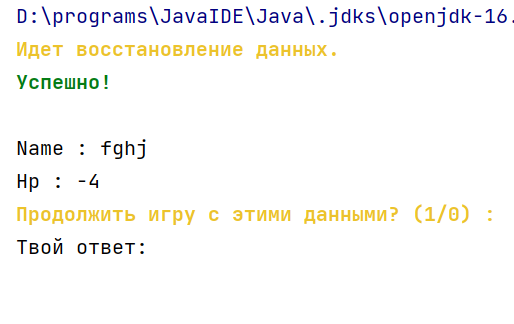 D:\programs\JavaIDE\Java\.jdks\openjdk-16.
Идет восстановление данных.
Успешно!
Name : fghj
Hp : -4
Продолжить игру с этими данными? (1/0) :
Твой ответ: